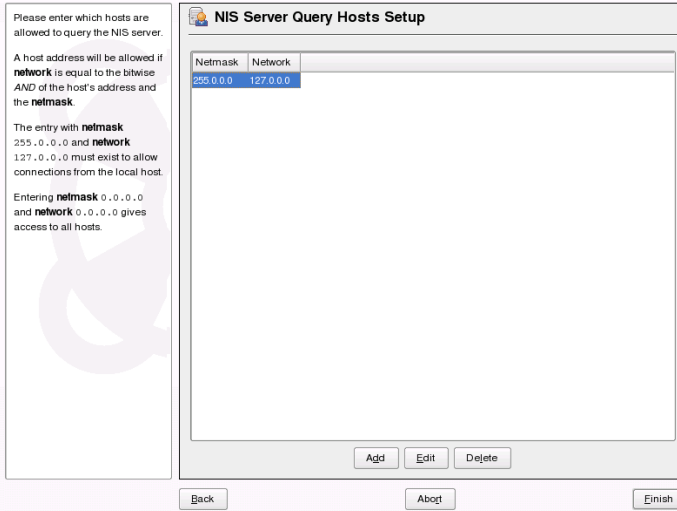 Please enter which hosts are
allowed to query the NIS server.
A host address will be allowed if
network is equal to the bitwise
AND of the host's address and
the netmask.
The entry with netmask
255.0.0.0 and network
127.0.0.0 must exist to allow
connections from the local host.
Entering netmask 0.0.0.0
and network 0.0.0.0 gives
access to all hosts.
NIS Server Query Hosts Setup
Netmask Network
255.0.0.0 127.0.0.0
Add Edit Delete
Back Abort Finish